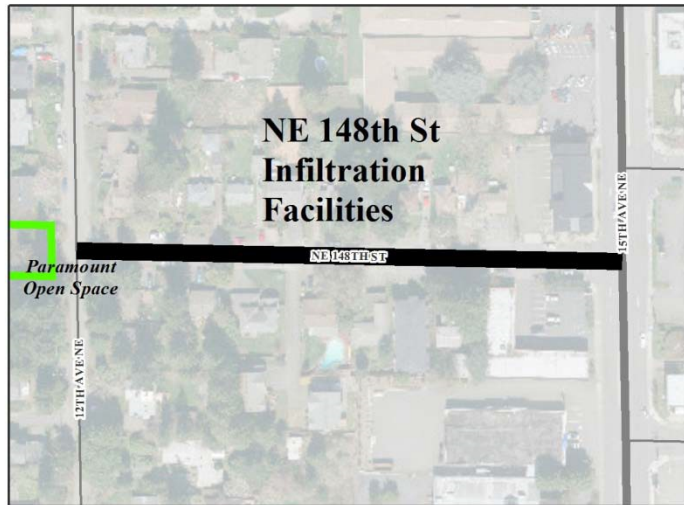 NE 148th St
Infiltration
Facilities
NE 148TH ST
15TH AVE NE
Paramount
Open Space
12TH AVE NE